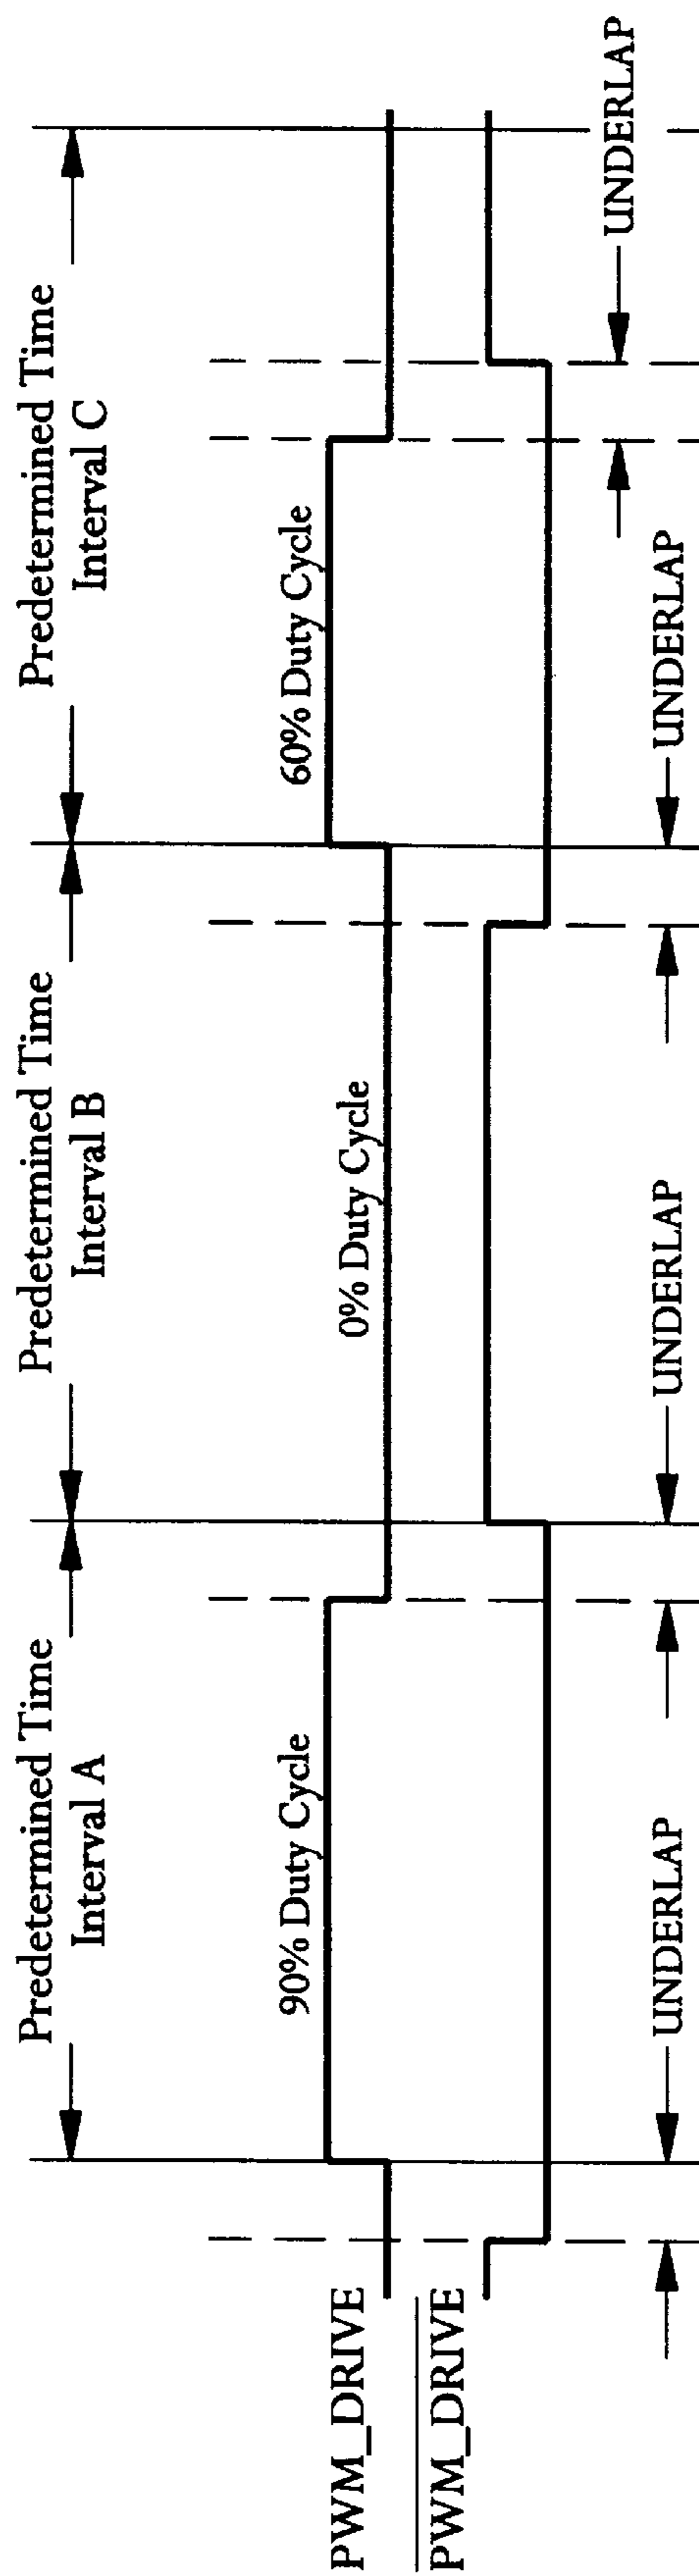 Predetermined Time
Interval A
Predetermined Time
Interval B
Predetermined Time
Interval C
90% Duty Cycle
0% Duty Cycle
60% Duty Cycle
PWM_DRIVE
PWM_DRIVE
UNDERLAP
UNDERLAP
UNDERLAP
UNDERLAP